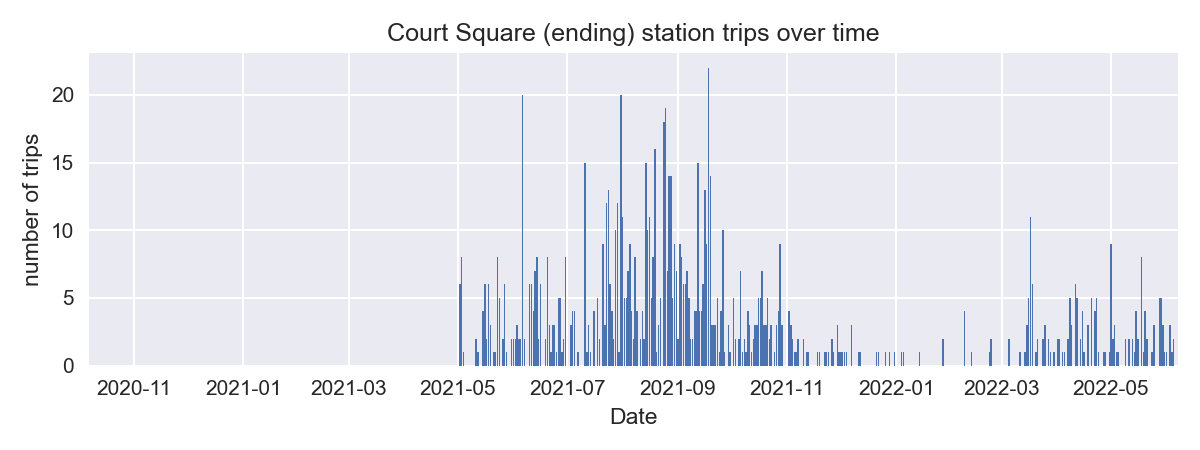 Court Square (ending) station trips over time
number of trips
20
15
10
5
0
2020-11 2021-01 2021-03 2021-05 2021-07 2021-09 2021-11 2022-01 2022-03 2022-05
Date